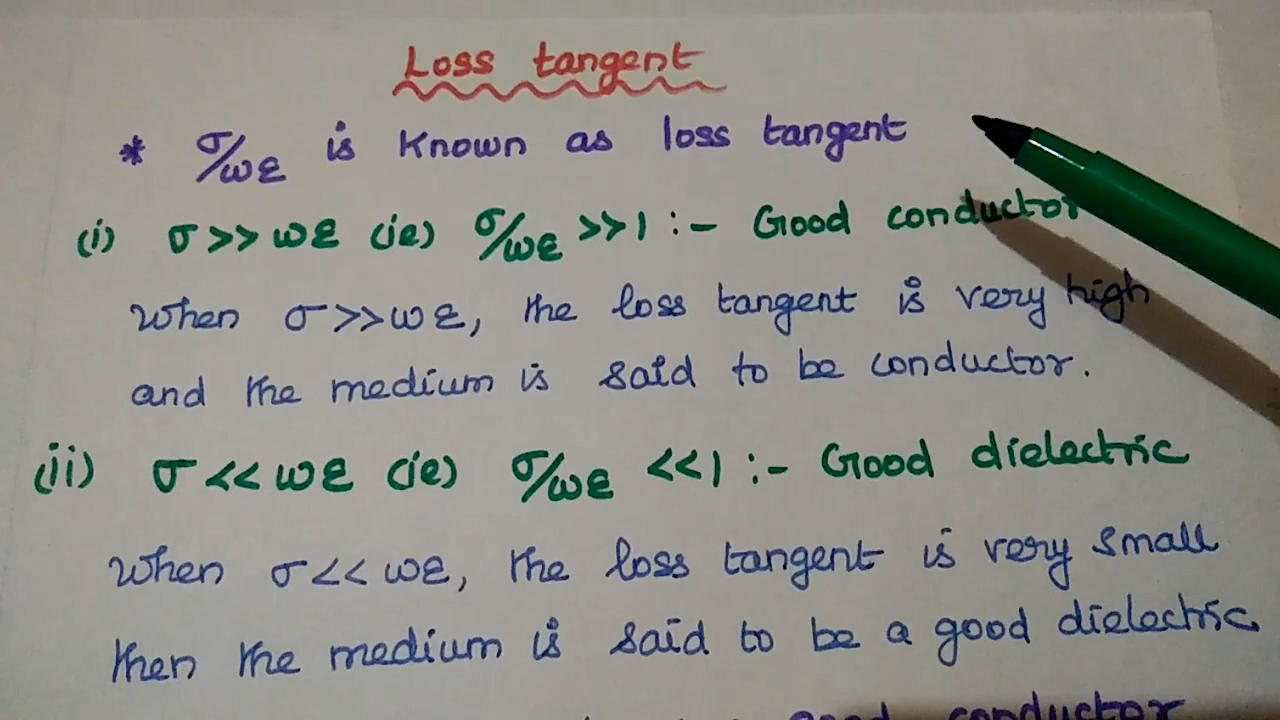 Loss tangent
* σ/ωε is known as loss tangent
(i) σ>>ωε (ie) σ/ωε >>1 :- Good conductor
When σ>>ωε, the loss tangent is very high
and the medium is said to be conductor.
(ii) σ<<ωε (ie) σ/ωε <<1 :- Good dielectric
When σ<<ωε, the loss tangent is very small
then the medium is said to be a good dielectric
good conductor